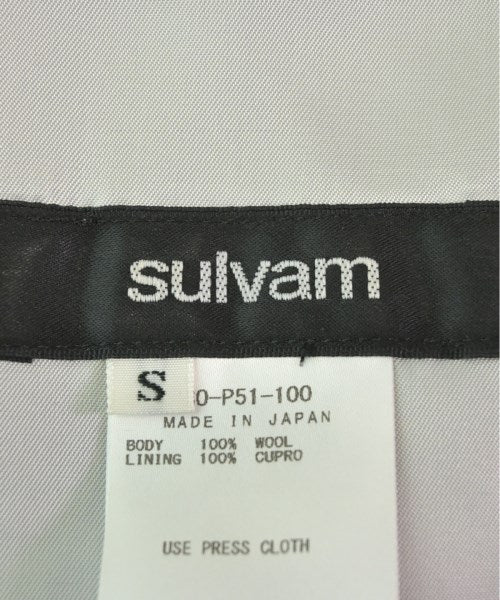 sulvam
S
0-P51-100
MADE IN JAPAN
BODY 100% WOOL
LINING 100% CUPRO
USE PRESS CLOTH